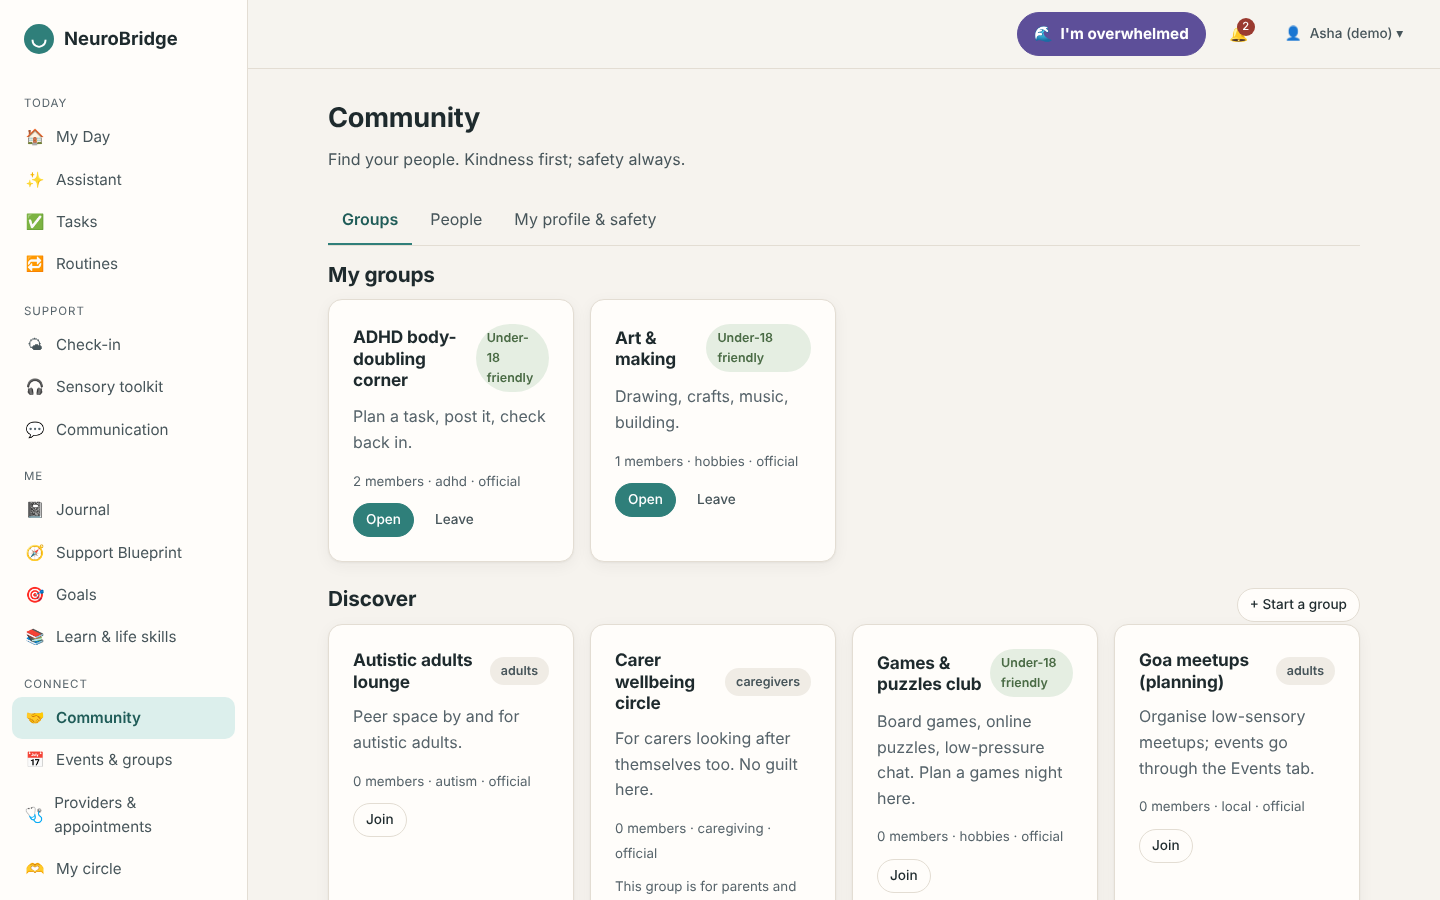 NeuroBridge
I'm overwhelmed
2
Asha (demo) ▾
TODAY
My Day
Assistant
Tasks
Routines
SUPPORT
Check-in
Sensory toolkit
Communication
ME
Journal
Support Blueprint
Goals
Learn & life skills
CONNECT
Community
Events & groups
Providers &
appointments
My circle
Community
Find your people. Kindness first; safety always.
Groups
People
My profile & safety
My groups
ADHD body-
doubling
corner
Under-
18
friendly
Plan a task, post it, check
back in.
2 members · adhd · official
Open
Leave
Art &
making
Under-18
friendly
Drawing, crafts, music,
building.
1 members · hobbies · official
Open
Leave
Discover
+ Start a group
Autistic adults
lounge
adults
Peer space by and for
autistic adults.
0 members · autism · official
Join
Carer
wellbeing
circle
caregivers
For carers looking after
themselves too. No guilt
here.
0 members · caregiving ·
official
This group is for parents and
Games &
puzzles club
Under-18
friendly
Board games, online
puzzles, low-pressure
chat. Plan a games night
here.
0 members · hobbies · official
Join
Goa meetups
(planning)
adults
Organise low-sensory
meetups; events go
through the Events tab.
0 members · local · official
Join